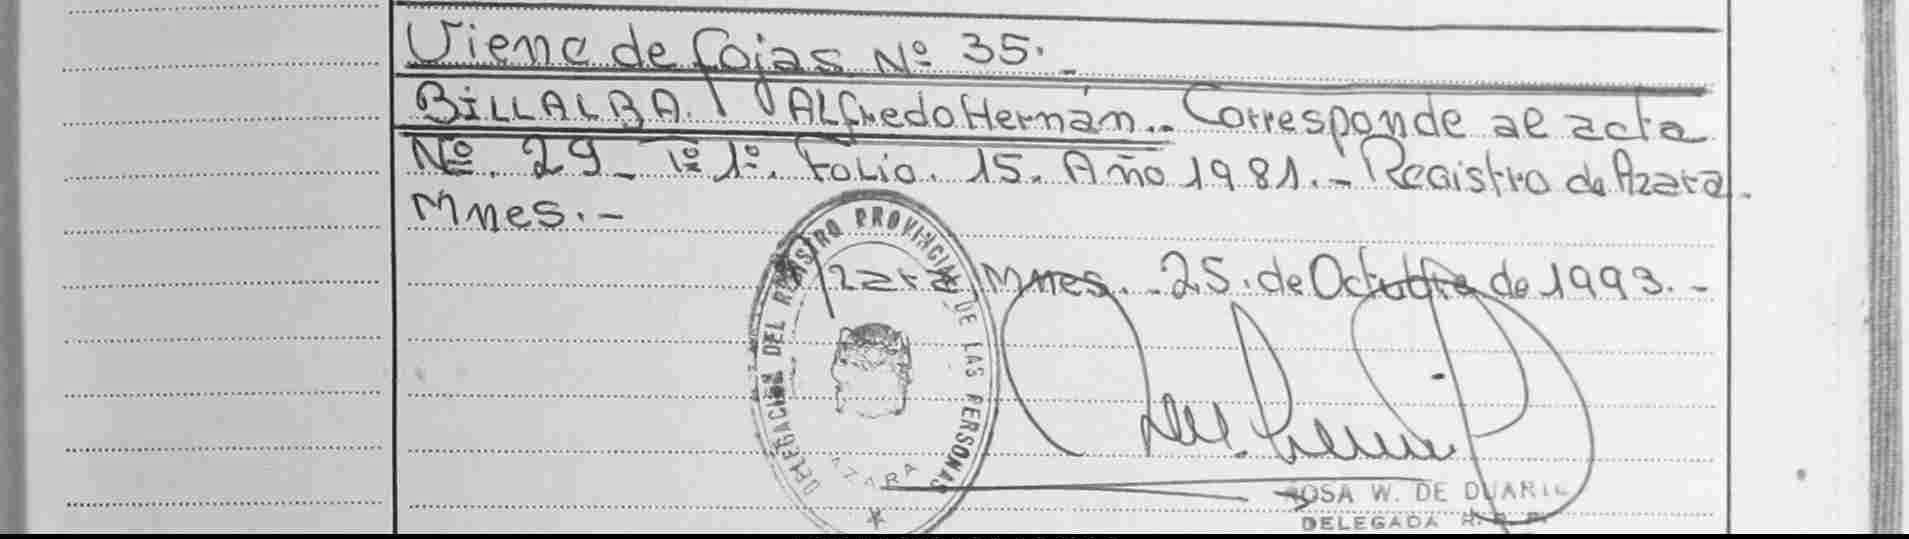 Viene de fojas Nº 35.-
BiLLALBA. ALfredo Hernán.- Corresponde al acta
Nº. 29 - Tº 1º. Folio. 15. Año 1981.- Registro de Azara.
Mnes.-
Azara, Mnes. 25. de Octubre de 1993.-
DELEGACION DEL REGISTRO PROVINCIAL DE LAS PERSONAS
AZARA
ROSA W. DE DUARTE
DELEGADA R. P. P.